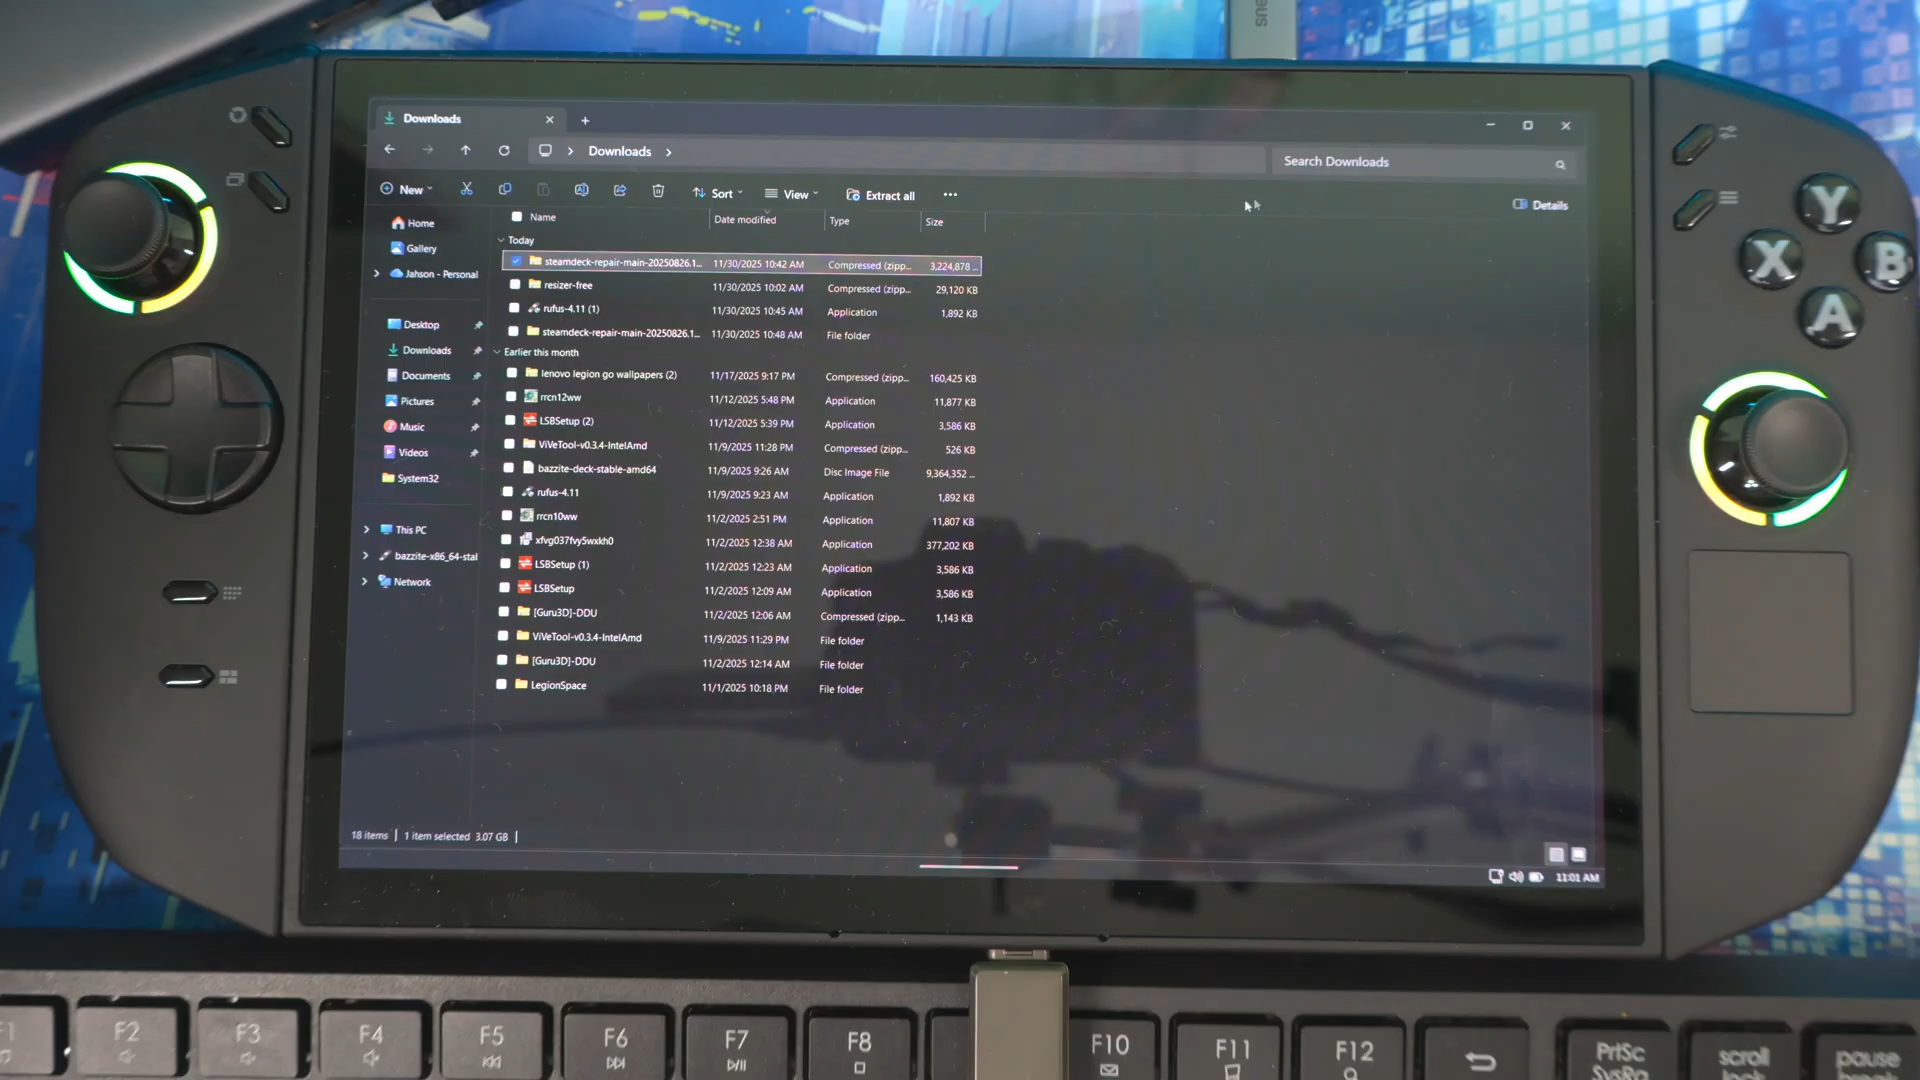 Downloads
Downloads
Search Downloads
New
Sort
View
Extract all
Details
Name
Date modified
Type
Size
Home
Gallery
Jahson - Personal
Desktop
Downloads
Documents
Pictures
Music
Videos
System32
This PC
bazzite-x86_64-stal
Network
Today
steamdeck-repair-main-20250826.1... 11/30/2025 10:42 AM Compressed (zipp... 3,224,878 ...
resizer-free 11/30/2025 10:02 AM Compressed (zipp... 29,120 KB
rufus-4.11 (1) 11/30/2025 10:45 AM Application 1,892 KB
steamdeck-repair-main-20250826.1... 11/30/2025 10:48 AM File folder
Earlier this month
lenovo legion go wallpapers (2) 11/17/2025 9:17 PM Compressed (zipp... 160,425 KB
rrcn12ww 11/12/2025 5:48 PM Application 11,877 KB
LSBSetup (2) 11/12/2025 5:39 PM Application 3,586 KB
ViVeTool-v0.3.4-IntelAmd 11/9/2025 11:28 PM Compressed (zipp... 526 KB
bazzite-deck-stable-amd64 11/9/2025 9:26 AM Disc Image File 9,364,352 ...
rufus-4.11 11/9/2025 9:23 AM Application 1,892 KB
rrcn10ww 11/2/2025 2:51 PM Application 11,807 KB
xfvg037fvy5wxkh0 11/2/2025 12:38 AM Application 377,202 KB
LSBSetup (1) 11/2/2025 12:23 AM Application 3,586 KB
LSBSetup 11/2/2025 12:09 AM Application 3,586 KB
[Guru3D]-DDU 11/2/2025 12:06 AM Compressed (zipp... 1,143 KB
ViVeTool-v0.3.4-IntelAmd 11/9/2025 11:29 PM File folder
[Guru3D]-DDU 11/2/2025 12:14 AM File folder
LegionSpace 11/1/2025 10:18 PM File folder
18 items | 1 item selected 3.07 GB |
11:01 AM
Y
X
B
A
F2
F3
F4
F5
F6
F7
F8
F10
F11
F12
PrtSc
SysRq
scroll
lock
pause